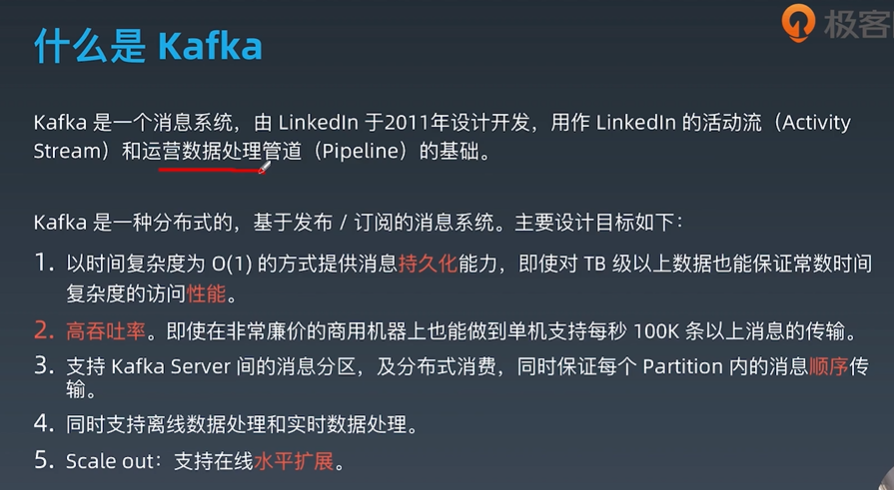 极客
什么是 Kafka
Kafka 是一个消息系统，由 LinkedIn 于2011年设计开发，用作 LinkedIn 的活动流（Activity
Stream）和运营数据处理管道（Pipeline）的基础。
Kafka 是一种分布式的，基于发布 / 订阅的消息系统。主要设计目标如下：
1. 以时间复杂度为 O(1) 的方式提供消息持久化能力，即使对 TB 级以上数据也能保证常数时间
复杂度的访问性能。
2. 高吞吐率。即使在非常廉价的商用机器上也能做到单机支持每秒 100K 条以上消息的传输。
3. 支持 Kafka Server 间的消息分区，及分布式消费，同时保证每个 Partition 内的消息顺序传
输。
4. 同时支持离线数据处理和实时数据处理。
5. Scale out：支持在线水平扩展。